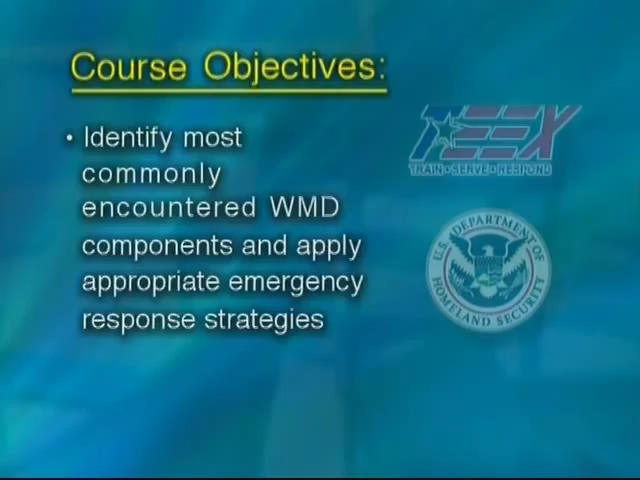 Course Objectives:
• Identify most
commonly
encountered WMD
components and apply
appropriate emergency
response strategies
TEEX
TRAIN • SERVE • RESPOND
U.S. DEPARTMENT OF
HOMELAND SECURITY